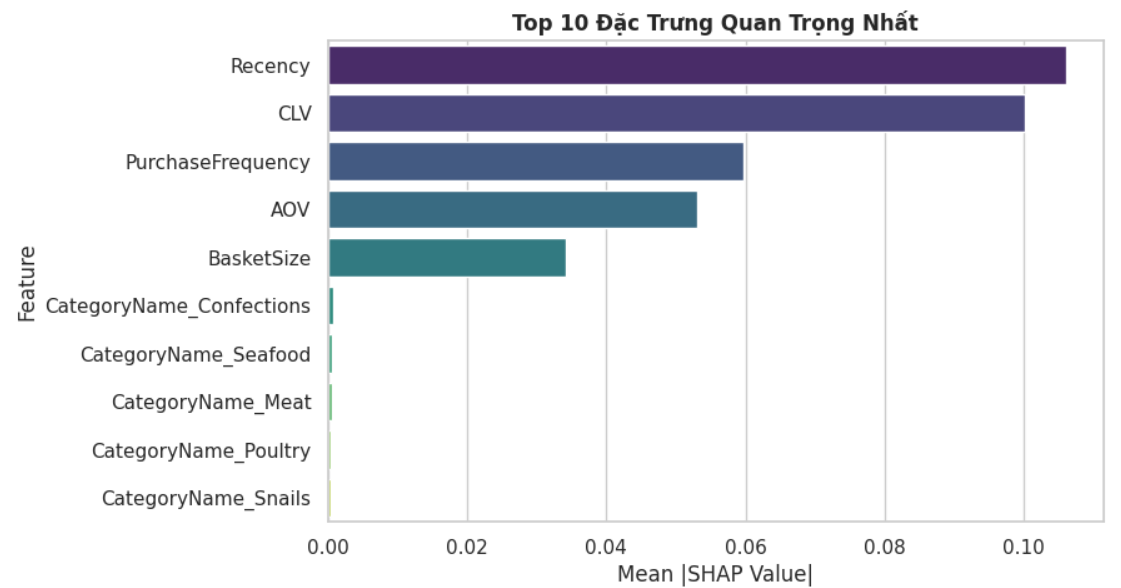 Top 10 Đặc Trưng Quan Trọng Nhất
Feature
Recency
CLV
PurchaseFrequency
AOV
BasketSize
CategoryName_Confections
CategoryName_Seafood
CategoryName_Meat
CategoryName_Poultry
CategoryName_Snails
0.00 0.02 0.04 0.06 0.08 0.10
Mean |SHAP Value|